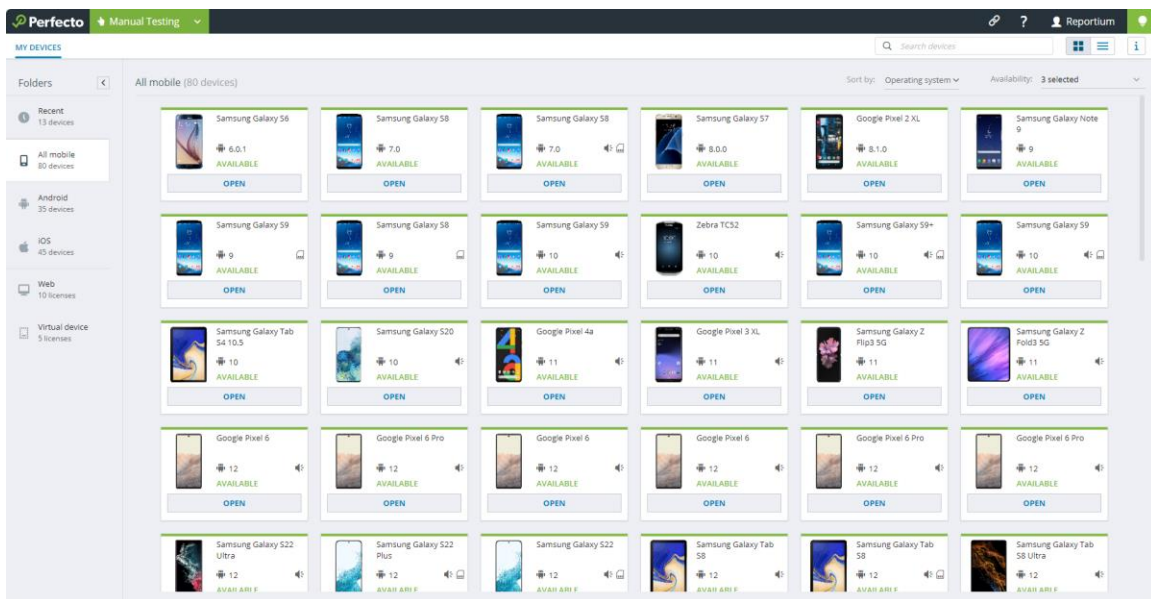 Perfecto
Manual Testing
?
Reportium
MY DEVICES
Search devices
i
Folders
All mobile (80 devices)
Sort by: Operating system
Availability: 3 selected
Recent
13 devices
All mobile
80 devices
Android
35 devices
iOS
45 devices
Web
10 licenses
Virtual device
5 licenses
Samsung Galaxy S6
6.0.1
AVAILABLE
OPEN
Samsung Galaxy S8
7.0
AVAILABLE
OPEN
Samsung Galaxy S8
7.0
AVAILABLE
OPEN
Samsung Galaxy S7
8.0.0
AVAILABLE
OPEN
Google Pixel 2 XL
8.1.0
AVAILABLE
OPEN
Samsung Galaxy Note
9
9
AVAILABLE
OPEN
Samsung Galaxy S9
9
AVAILABLE
OPEN
Samsung Galaxy S8
9
AVAILABLE
OPEN
Samsung Galaxy S9
10
AVAILABLE
OPEN
Zebra TC52
10
AVAILABLE
OPEN
Samsung Galaxy S9+
10
AVAILABLE
OPEN
Samsung Galaxy S9
10
AVAILABLE
OPEN
Samsung Galaxy Tab
S4 10.5
10
AVAILABLE
OPEN
Samsung Galaxy S20
10
AVAILABLE
OPEN
Google Pixel 4a
11
AVAILABLE
OPEN
Google Pixel 3 XL
11
AVAILABLE
OPEN
Samsung Galaxy Z
Flip3 5G
11
AVAILABLE
OPEN
Samsung Galaxy Z
Fold3 5G
11
AVAILABLE
OPEN
Google Pixel 6
12
AVAILABLE
OPEN
Google Pixel 6 Pro
12
AVAILABLE
OPEN
Google Pixel 6
12
AVAILABLE
OPEN
Google Pixel 6
12
AVAILABLE
OPEN
Google Pixel 6 Pro
12
AVAILABLE
OPEN
Google Pixel 6 Pro
12
AVAILABLE
OPEN
Samsung Galaxy S22
Ultra
12
AVAILABLE
Samsung Galaxy S22
Plus
12
AVAILABLE
Samsung Galaxy S22
12
AVAILABLE
Samsung Galaxy Tab
S8
12
AVAILABLE
Samsung Galaxy Tab
S8
12
AVAILABLE
Samsung Galaxy Tab
S8 Ultra
12
AVAILABLE